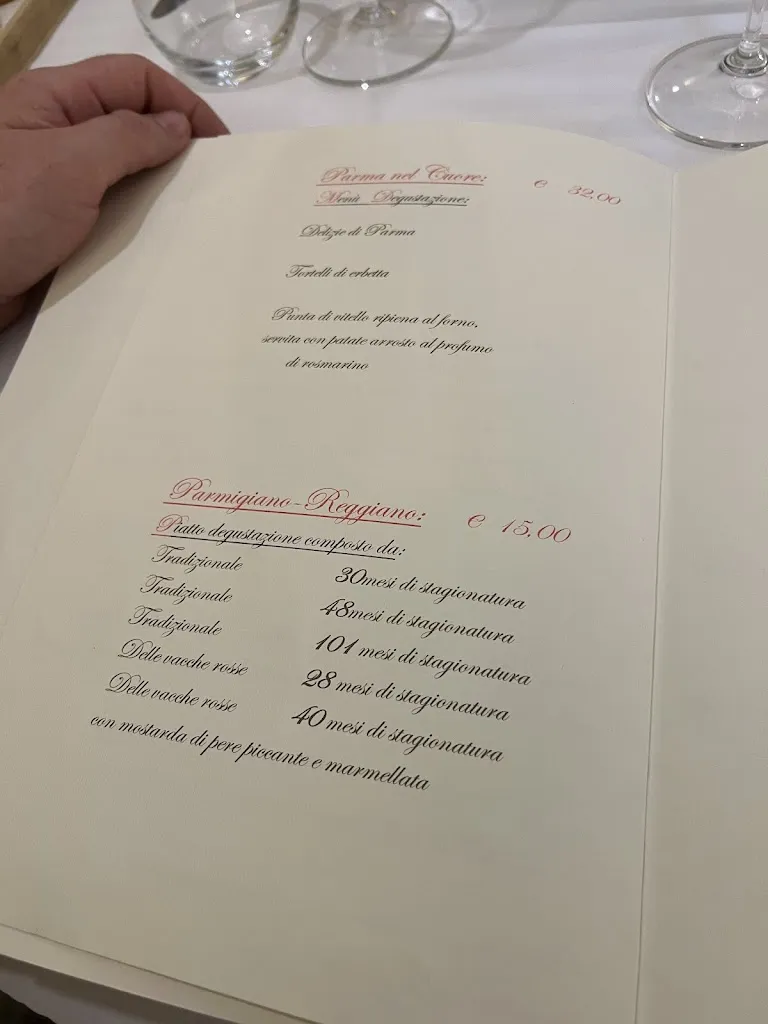 Parma nel Cuore: € 32,00
Menù Degustazione:
Delizie di Parma
Tortelli di erbetta
Punta di vitello ripiena al forno,
servita con patate arrosto al profumo
di rosmarino
Parmigiano-Reggiano: € 15,00
Piatto degustazione composto da:
Tradizionale 30mesi di stagionatura
Tradizionale 48mesi di stagionatura
Tradizionale 101 mesi di stagionatura
Delle vacche rosse 28 mesi di stagionatura
Delle vacche rosse 40 mesi di stagionatura
con mostarda di pere piccante e marmellata